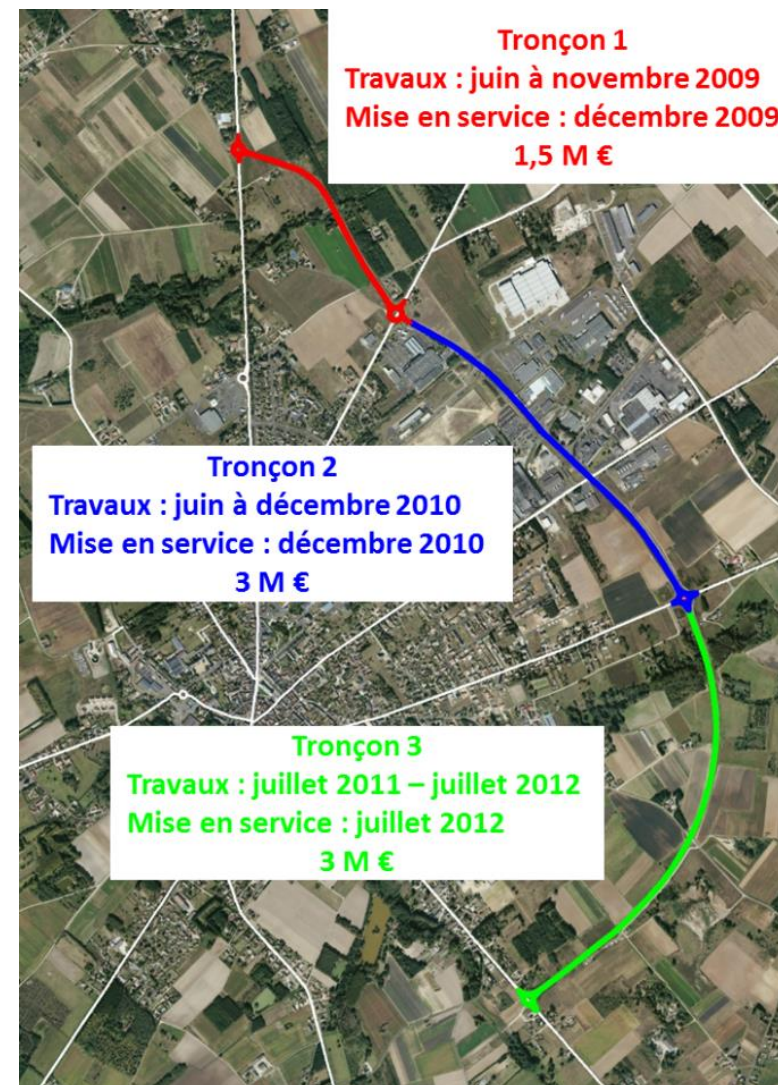 Tronçon 1
Travaux : juin à novembre 2009
Mise en service : décembre 2009
1,5 M €
Tronçon 2
Travaux : juin à décembre 2010
Mise en service : décembre 2010
3 M €
Tronçon 3
Travaux : juillet 2011 – juillet 2012
Mise en service : juillet 2012
3 M €